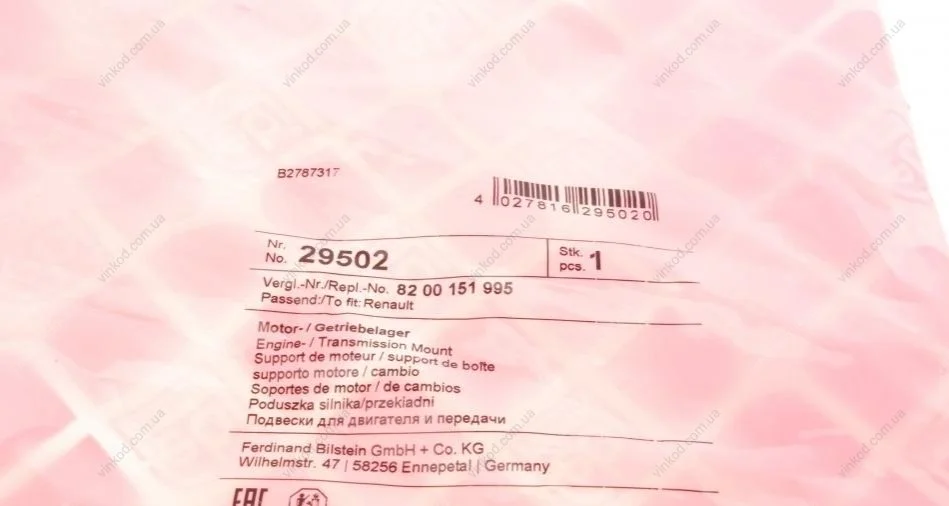 B2787317
4 027816 295020
Nr.
No. 29502
Stk.
pcs. 1
Vergl.-Nr./Repl.-No. 82 00 151 995
Passend:/To fit: Renault
Motor- / Getriebelager
Engine- / Transmission Mount
Support de moteur / support de boîte
supporto motore / cambio
Soportes de motor / de cambios
Poduszka silnika/przekładni
Подвески для двигателя и передачи
Ferdinand Bilstein GmbH + Co. KG
Wilhelmstr. 47 | 58256 Ennepetal | Germany
EAC
vinkod.com.ua